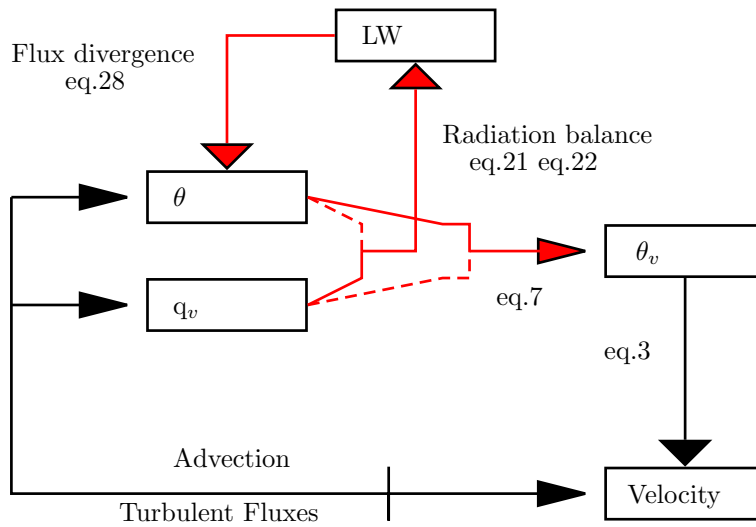 LW
Flux divergence
eq.28
Radiation balance
eq.21 eq.22
θ
θ_v
q_v
eq.7
eq.3
Advection
Velocity
Turbulent Fluxes